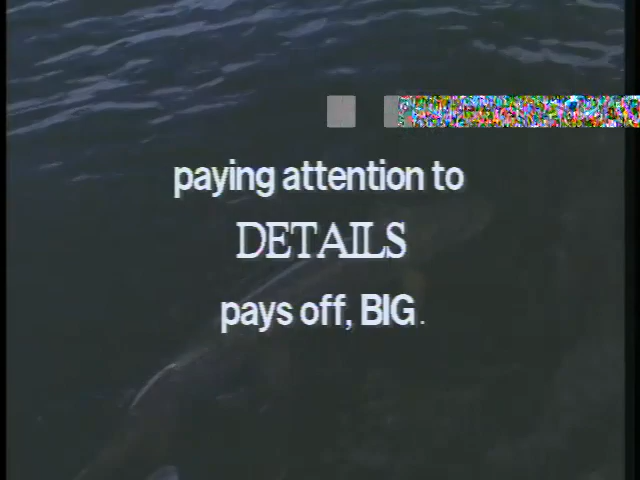 paying attention to
DETAILS
pays off, BIG.